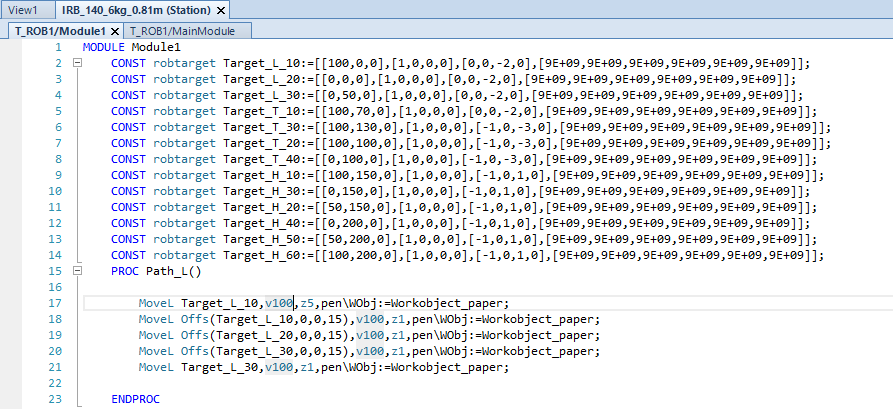 View1 IRB_140_6kg_0.81m (Station)
T_ROB1/Module1 T_ROB1/MainModule
1 MODULE Module1
2 CONST robtarget Target_L_10:=[[100,0,0],[1,0,0,0],[0,0,-2,0],[9E+09,9E+09,9E+09,9E+09,9E+09,9E+09]];
3 CONST robtarget Target_L_20:=[[0,0,0],[1,0,0,0],[0,0,-2,0],[9E+09,9E+09,9E+09,9E+09,9E+09,9E+09]];
4 CONST robtarget Target_L_30:=[[0,50,0],[1,0,0,0],[0,0,-2,0],[9E+09,9E+09,9E+09,9E+09,9E+09,9E+09]];
5 CONST robtarget Target_T_10:=[[100,70,0],[1,0,0,0],[0,0,-2,0],[9E+09,9E+09,9E+09,9E+09,9E+09,9E+09]];
6 CONST robtarget Target_T_30:=[[100,130,0],[1,0,0,0],[-1,0,-3,0],[9E+09,9E+09,9E+09,9E+09,9E+09,9E+09]];
7 CONST robtarget Target_T_20:=[[100,100,0],[1,0,0,0],[-1,0,-3,0],[9E+09,9E+09,9E+09,9E+09,9E+09,9E+09]];
8 CONST robtarget Target_T_40:=[[0,100,0],[1,0,0,0],[-1,0,-3,0],[9E+09,9E+09,9E+09,9E+09,9E+09,9E+09]];
9 CONST robtarget Target_H_10:=[[100,150,0],[1,0,0,0],[-1,0,1,0],[9E+09,9E+09,9E+09,9E+09,9E+09,9E+09]];
10 CONST robtarget Target_H_30:=[[0,150,0],[1,0,0,0],[-1,0,1,0],[9E+09,9E+09,9E+09,9E+09,9E+09,9E+09]];
11 CONST robtarget Target_H_20:=[[50,150,0],[1,0,0,0],[-1,0,1,0],[9E+09,9E+09,9E+09,9E+09,9E+09,9E+09]];
12 CONST robtarget Target_H_40:=[[0,200,0],[1,0,0,0],[-1,0,1,0],[9E+09,9E+09,9E+09,9E+09,9E+09,9E+09]];
13 CONST robtarget Target_H_50:=[[50,200,0],[1,0,0,0],[-1,0,1,0],[9E+09,9E+09,9E+09,9E+09,9E+09,9E+09]];
14 CONST robtarget Target_H_60:=[[100,200,0],[1,0,0,0],[-1,0,1,0],[9E+09,9E+09,9E+09,9E+09,9E+09,9E+09]];
15 PROC Path_L()
16
17 MoveL Target_L_10,v100,z5,pen\WObj:=Workobject_paper;
18 MoveL Offs(Target_L_10,0,0,15),v100,z1,pen\WObj:=Workobject_paper;
19 MoveL Offs(Target_L_20,0,0,15),v100,z1,pen\WObj:=Workobject_paper;
20 MoveL Offs(Target_L_30,0,0,15),v100,z1,pen\WObj:=Workobject_paper;
21 MoveL Target_L_30,v100,z1,pen\WObj:=Workobject_paper;
22
23 ENDPROC